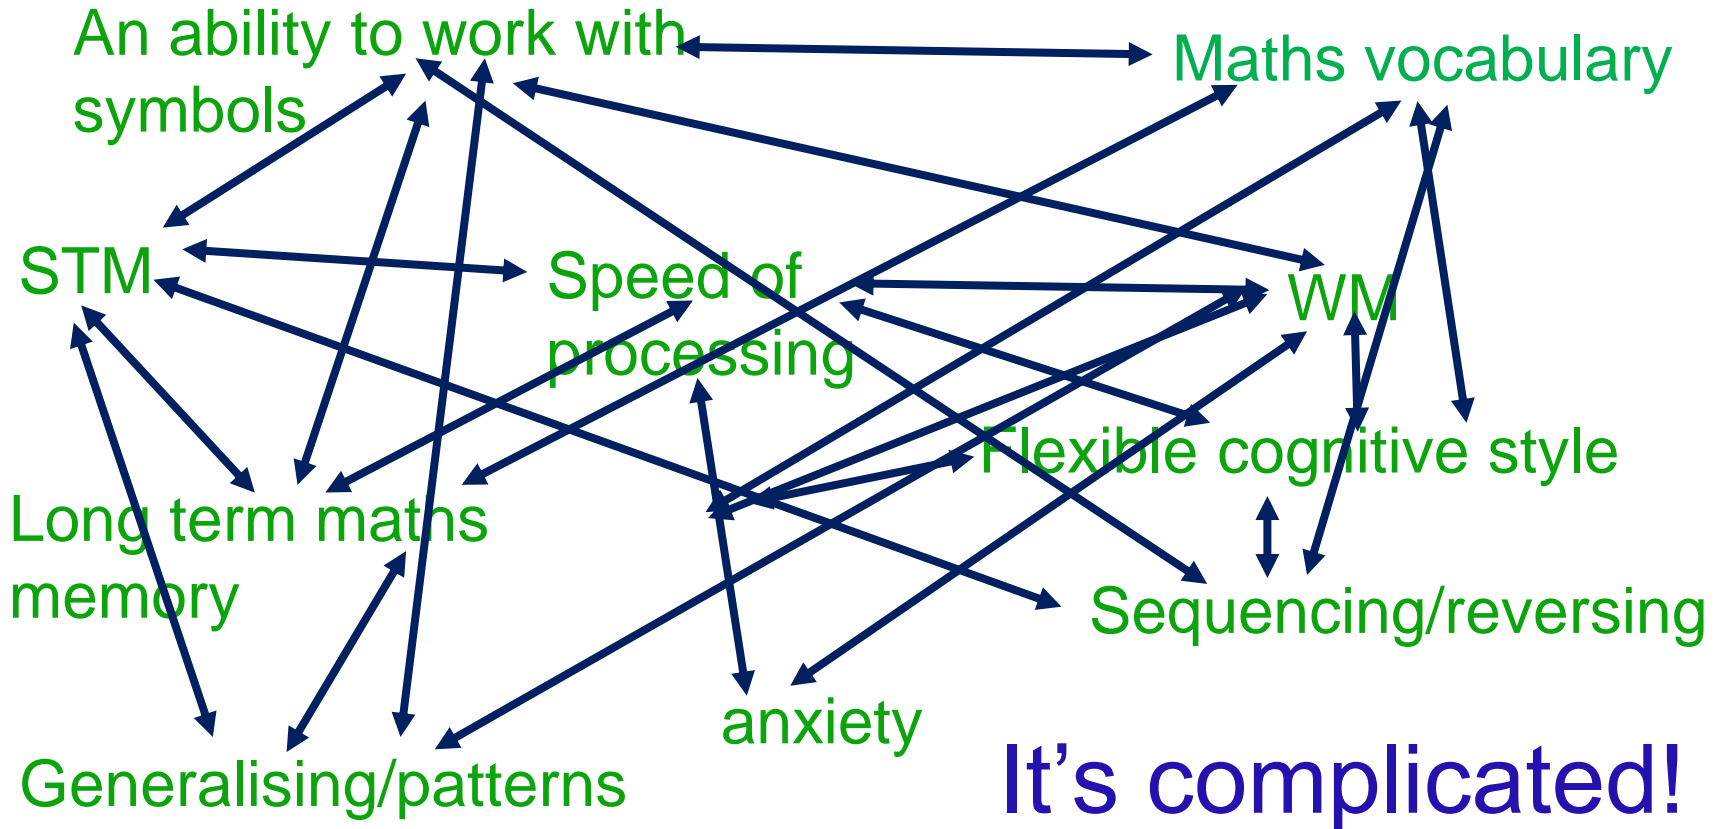 An ability to work with
symbols
Maths vocabulary
STM
Speed of
processing
WM
Flexible cognitive style
Long term maths
memory
Sequencing/reversing
anxiety
Generalising/patterns
It’s complicated!